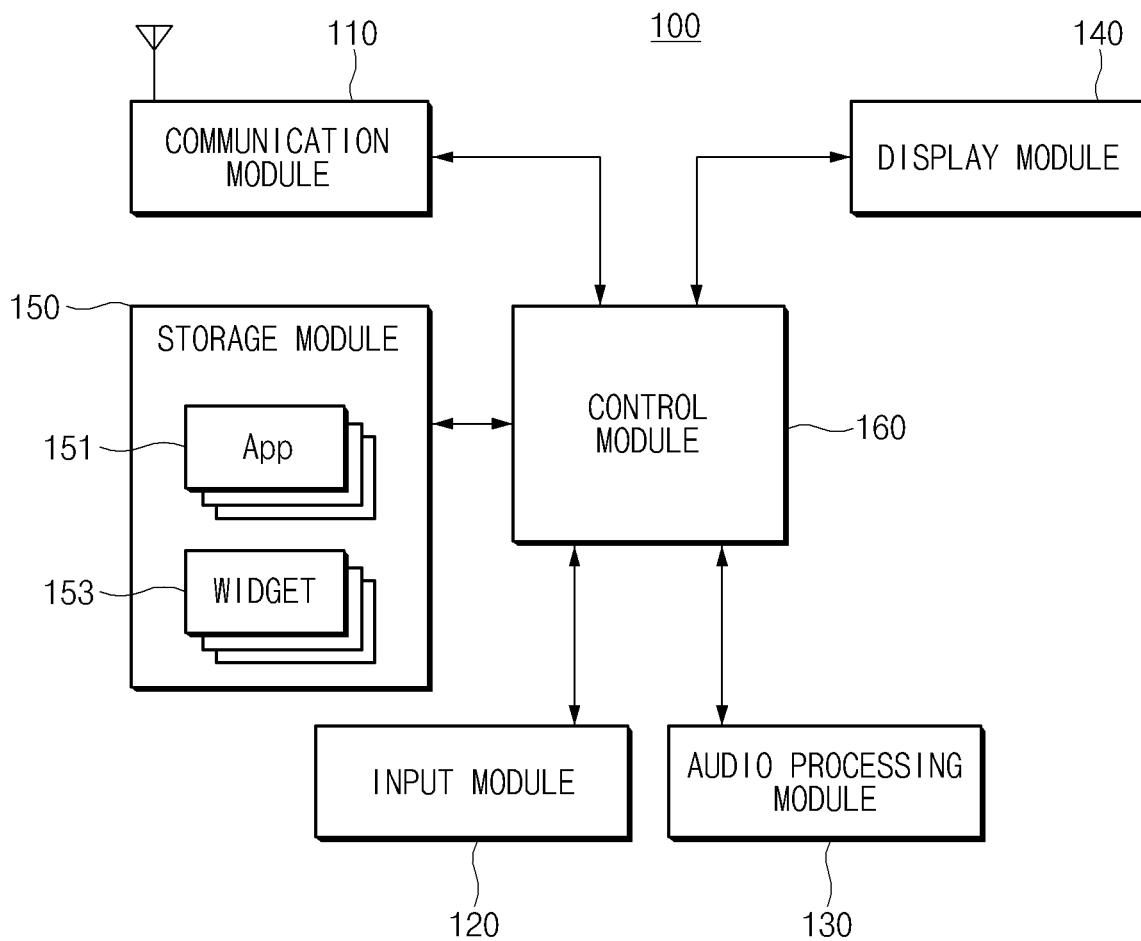 100
110
140
COMMUNICATION
MODULE
DISPLAY MODULE
150
STORAGE MODULE
CONTROL
MODULE
160
151
App
153
WIDGET
INPUT MODULE
AUDIO PROCESSING
MODULE
120
130